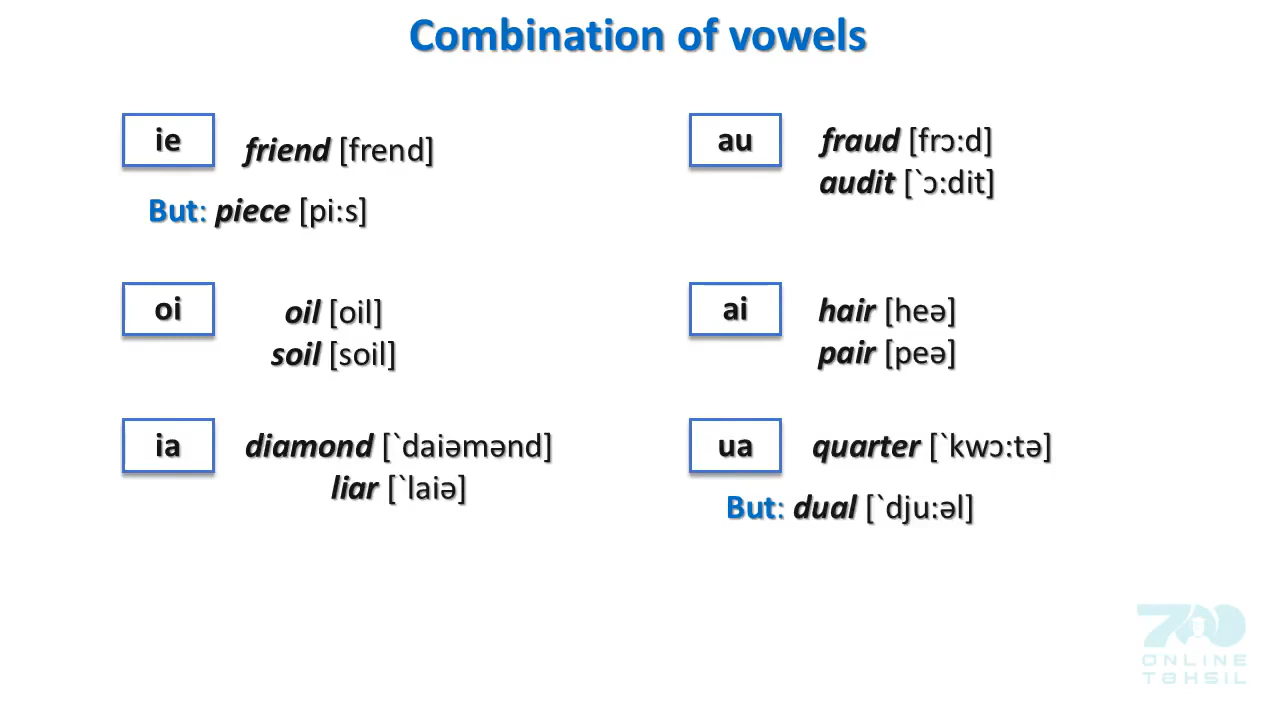 Combination of vowels
ie
friend [frend]
But: piece [pi:s]
au
fraud [frɔ:d]
audit [`ɔ:dit]
oi
oil [oil]
soil [soil]
ai
hair [heə]
pair [peə]
ia
diamond [`daiəmənd]
liar [`laiə]
ua
quarter [`kwɔ:tə]
But: dual [`dju:əl]
700
ONLINE
TƏHSIL